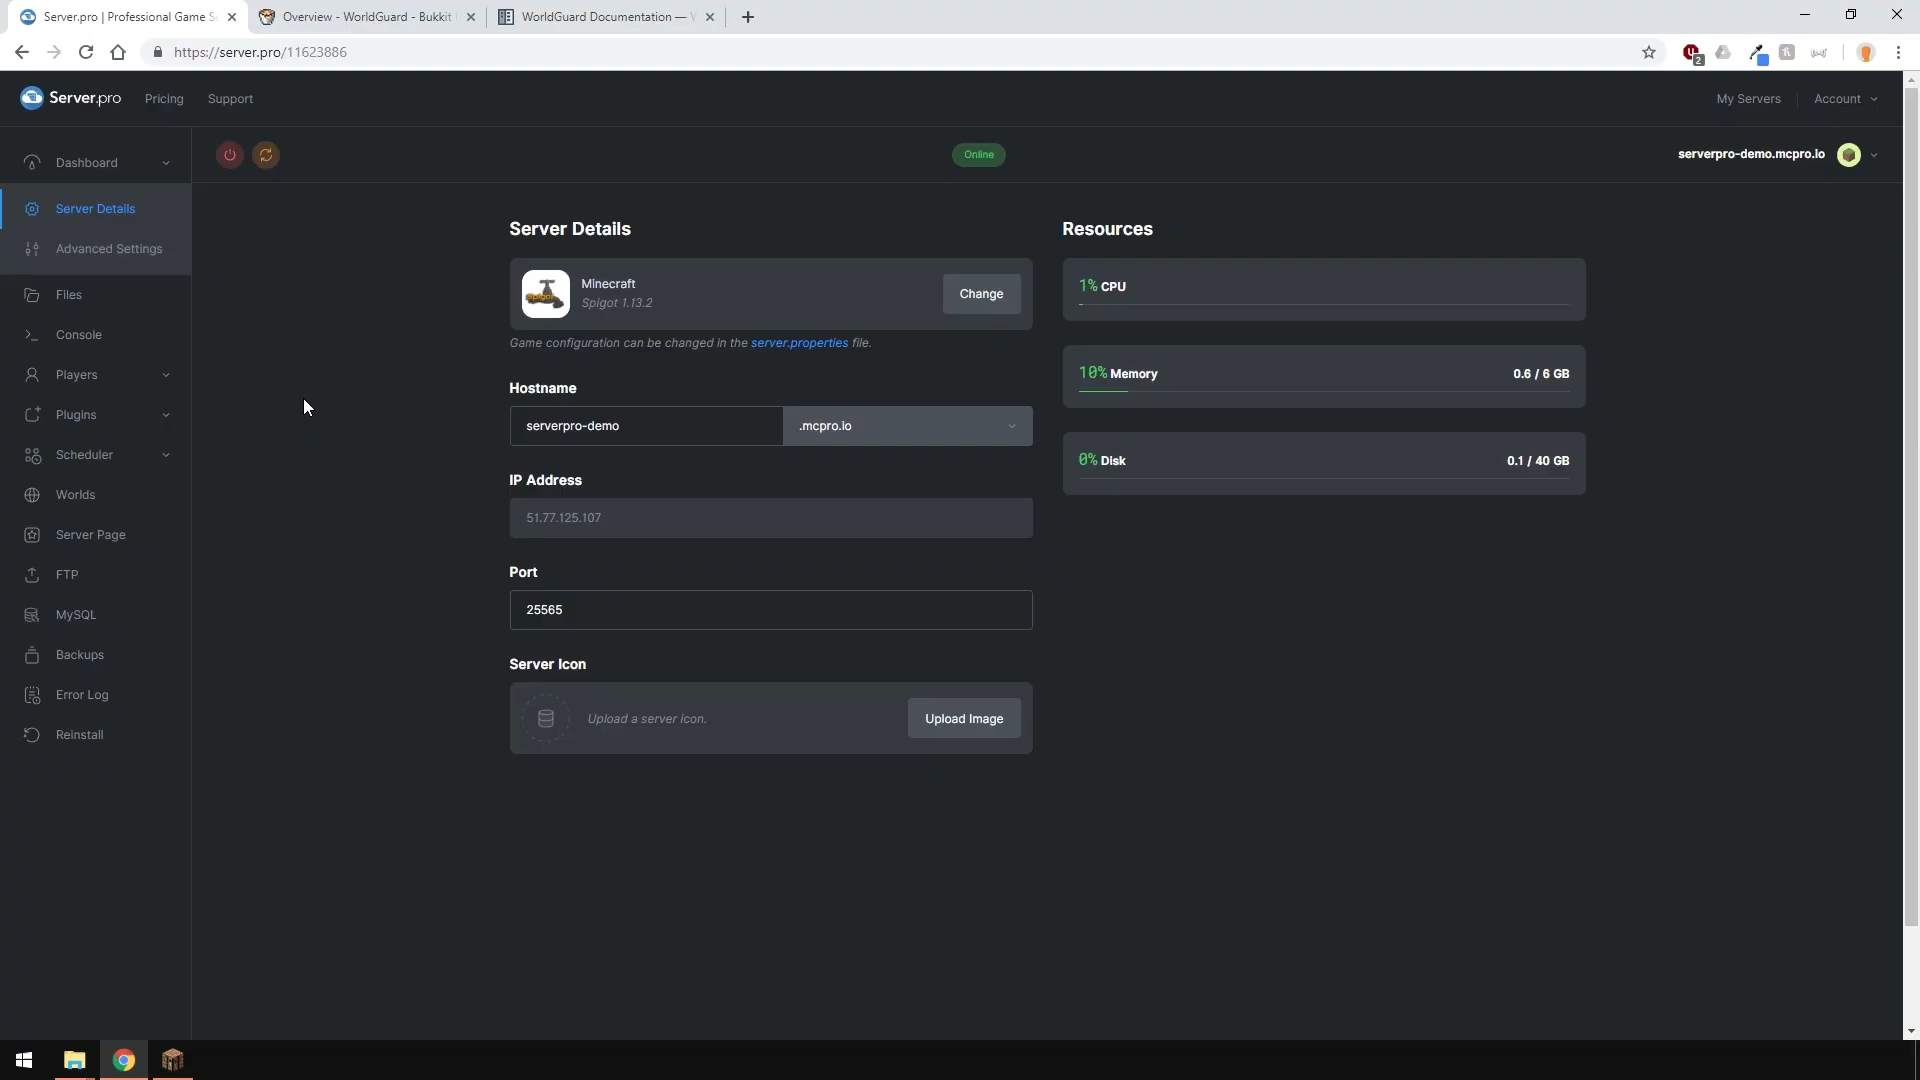 Server.pro | Professional Game S
Overview - WorldGuard - Bukkit
WorldGuard Documentation —
https://server.pro/11623886
2
Server.pro
Pricing
Support
My Servers
Account
Dashboard
Online
serverpro-demo.mcpro.io
Server Details
Advanced Settings
Files
Console
Players
Plugins
Scheduler
Worlds
Server Page
FTP
MySQL
Backups
Error Log
Reinstall
Server Details
Minecraft
Spigot 1.13.2
Change
Game configuration can be changed in the server.properties file.
Hostname
serverpro-demo
.mcpro.io
IP Address
51.77.125.107
Port
25565
Server Icon
Upload a server icon.
Upload Image
Resources
1% CPU
10% Memory
0.6 / 6 GB
0% Disk
0.1 / 40 GB